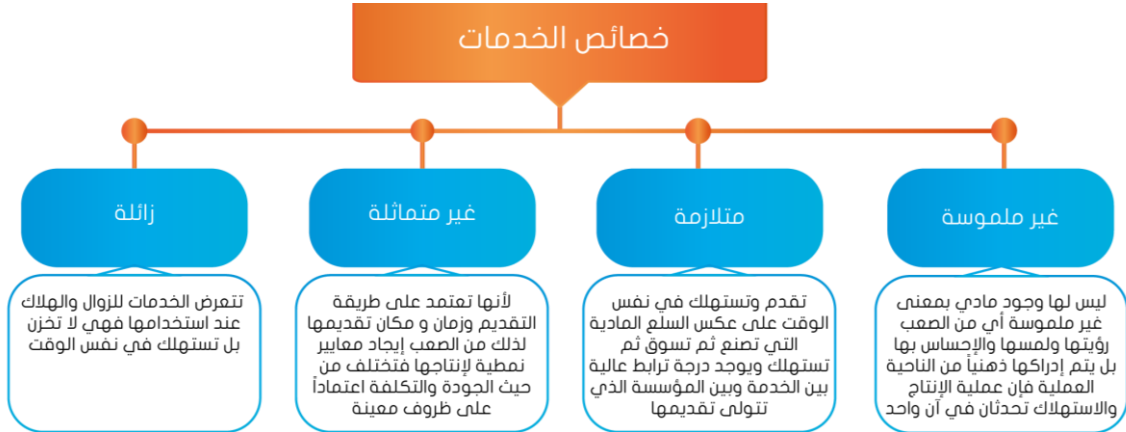 خصائص الخدمات
غير ملموسة
ليس لها وجود مادي بمعنى
غير ملموسة أي من الصعب
رؤيتها ولمسها والإحساس بها
بل يتم إدراكها ذهنياً من الناحية
العملية فإن عملية الإنتاج
والاستهلاك تحدثان في آن واحد
متلازمة
تقدم وتستهلك في نفس
الوقت على عكس السلع المادية
التي تصنع ثم تسوق ثم
تستهلك ويوجد درجة ترابط عالية
بين الخدمة وبين المؤسسة الذي
تتولى تقديمها
غير متماثلة
لأنها تعتمد على طريقة
التقديم وزمان و مكان تقديمها
لذلك من الصعب إيجاد معايير
نمطية لإنتاجها فتختلف من
حيث الجودة والتكلفة اعتماداً
على ظروف معينة
زائلة
تتعرض الخدمات للزوال والهلاك
عند استخدامها فهي لا تخزن
بل تستهلك في نفس الوقت